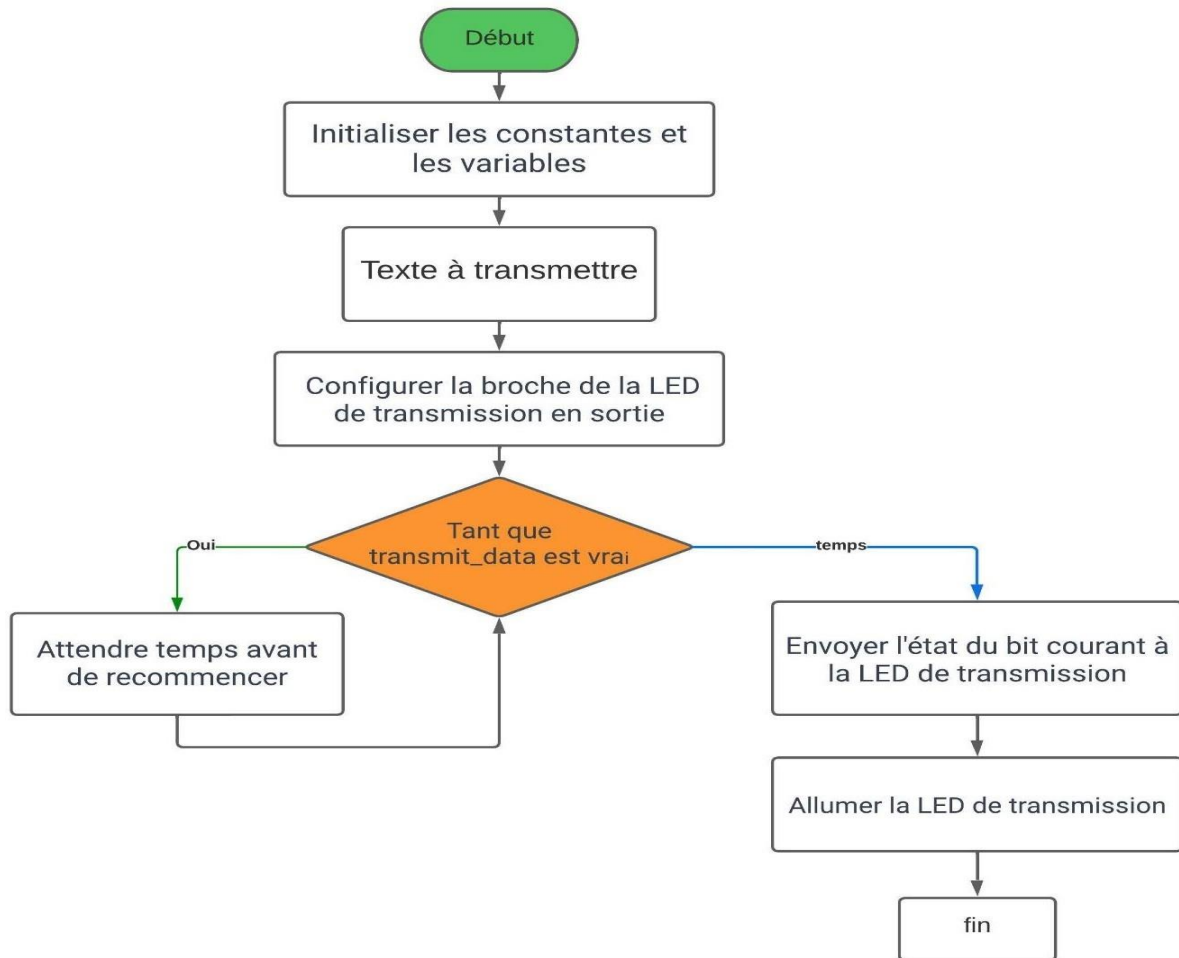 Début
Initialiser les constantes et
les variables
Texte à transmettre
Configurer la broche de la LED
de transmission en sortie
Tant que
transmit_data est vrai
Oui
temps
Attendre temps avant
de recommencer
Envoyer l'état du bit courant à
la LED de transmission
Allumer la LED de transmission
fin